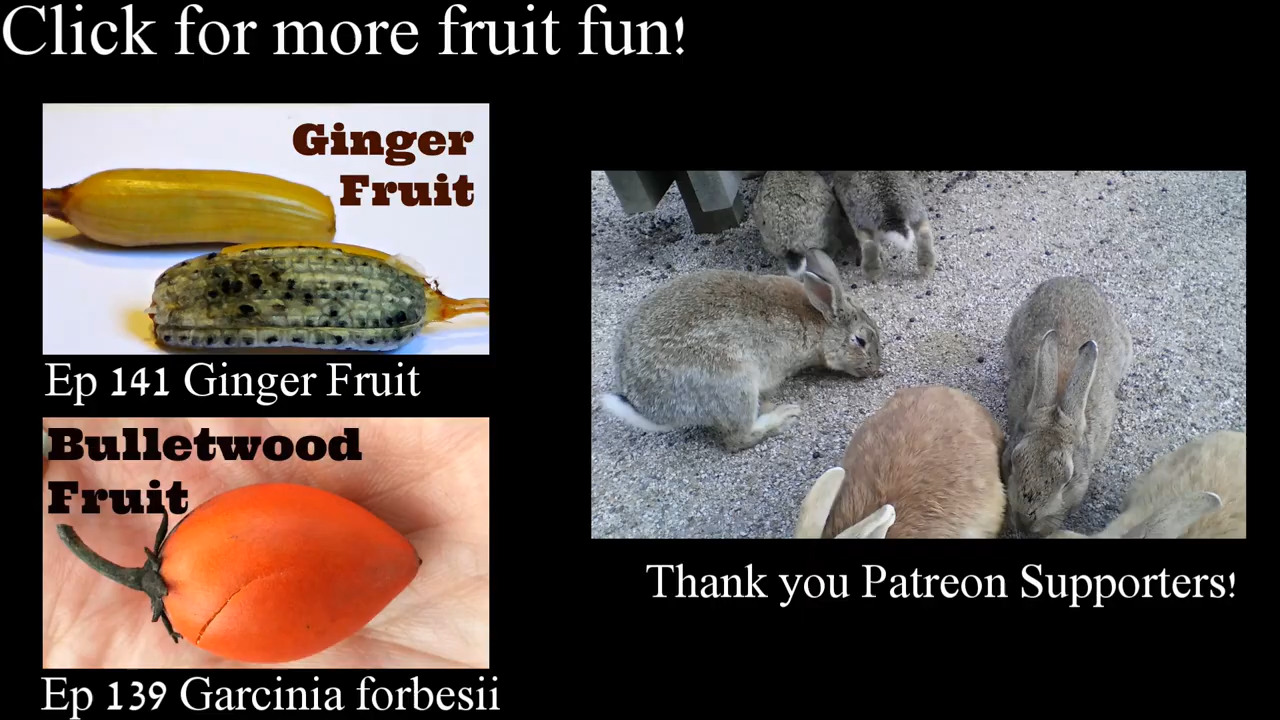 Click for more fruit fun!
Ginger
Fruit
Ep 141 Ginger Fruit
Bulletwood
Fruit
Ep 139 Garcinia forbesii
Thank you Patreon Supporters!